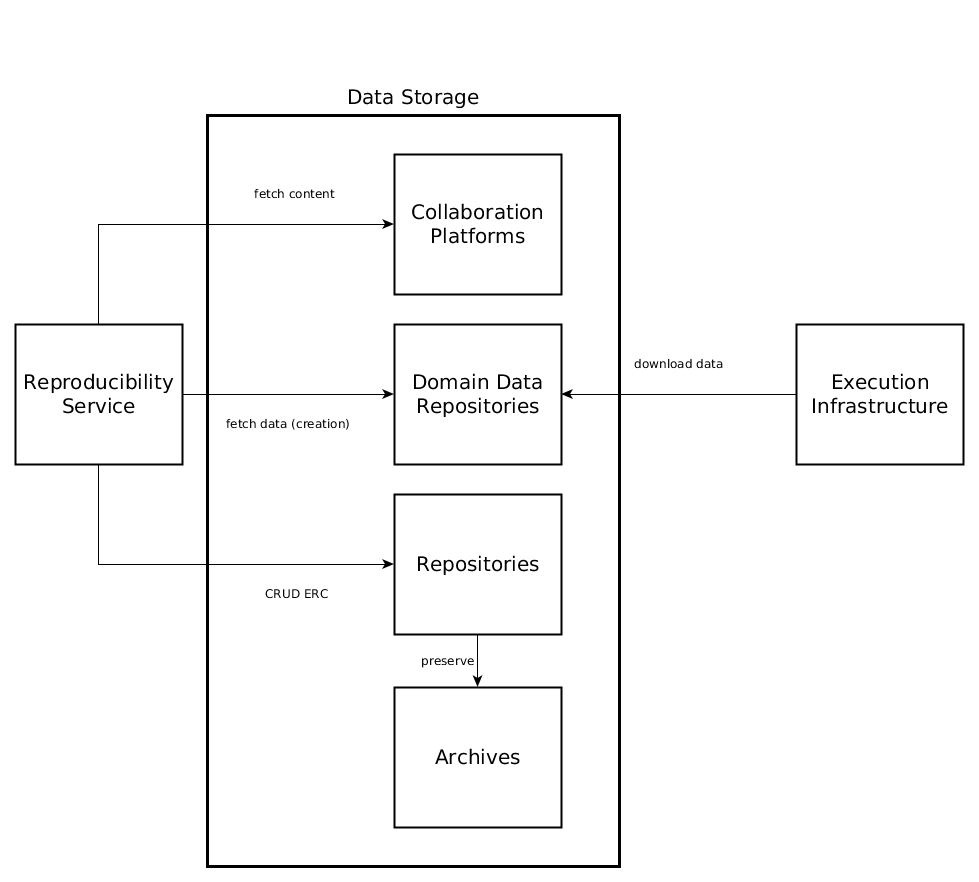 Data Storage
fetch content
Collaboration
Platforms
Reproducibility
Service
fetch data (creation)
Domain Data
Repositories
download data
Execution
Infrastructure
Repositories
CRUD ERC
preserve
Archives